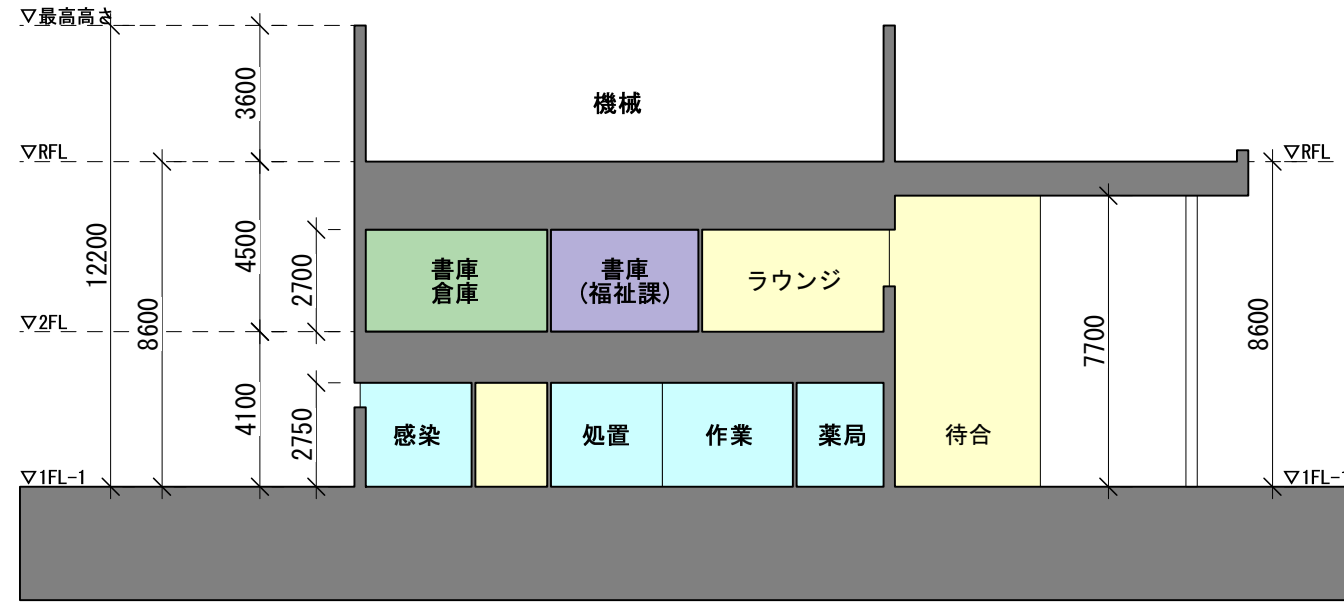 ▽最高高さ
3600
機械
▽RFL
▽RFL
12200
8600
4500
2700
書庫
倉庫
書庫
(福祉課)
ラウンジ
▽2FL
7700
8600
4100
2750
感染
処置
作業
薬局
待合
▽1FL-1
▽1FL-1